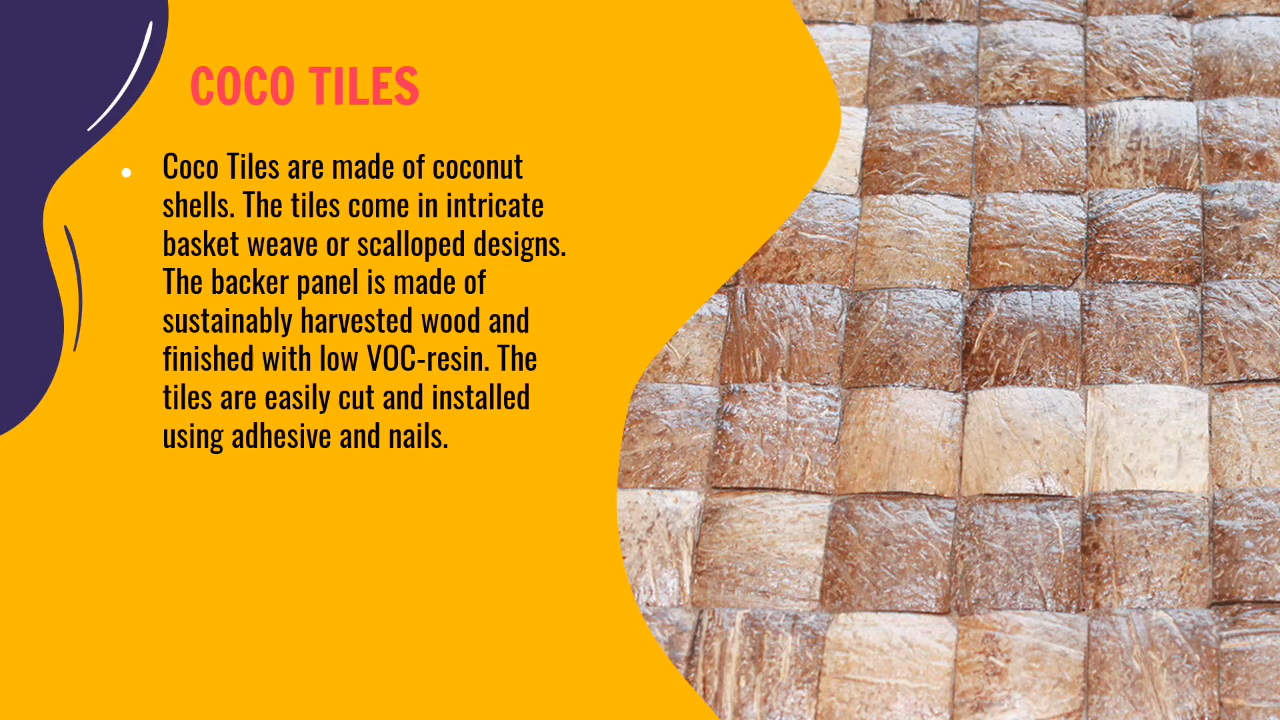 COCO TILES
Coco Tiles are made of coconut
shells. The tiles come in intricate
basket weave or scalloped designs.
The backer panel is made of
sustainably harvested wood and
finished with low VOC-resin. The
tiles are easily cut and installed
using adhesive and nails.